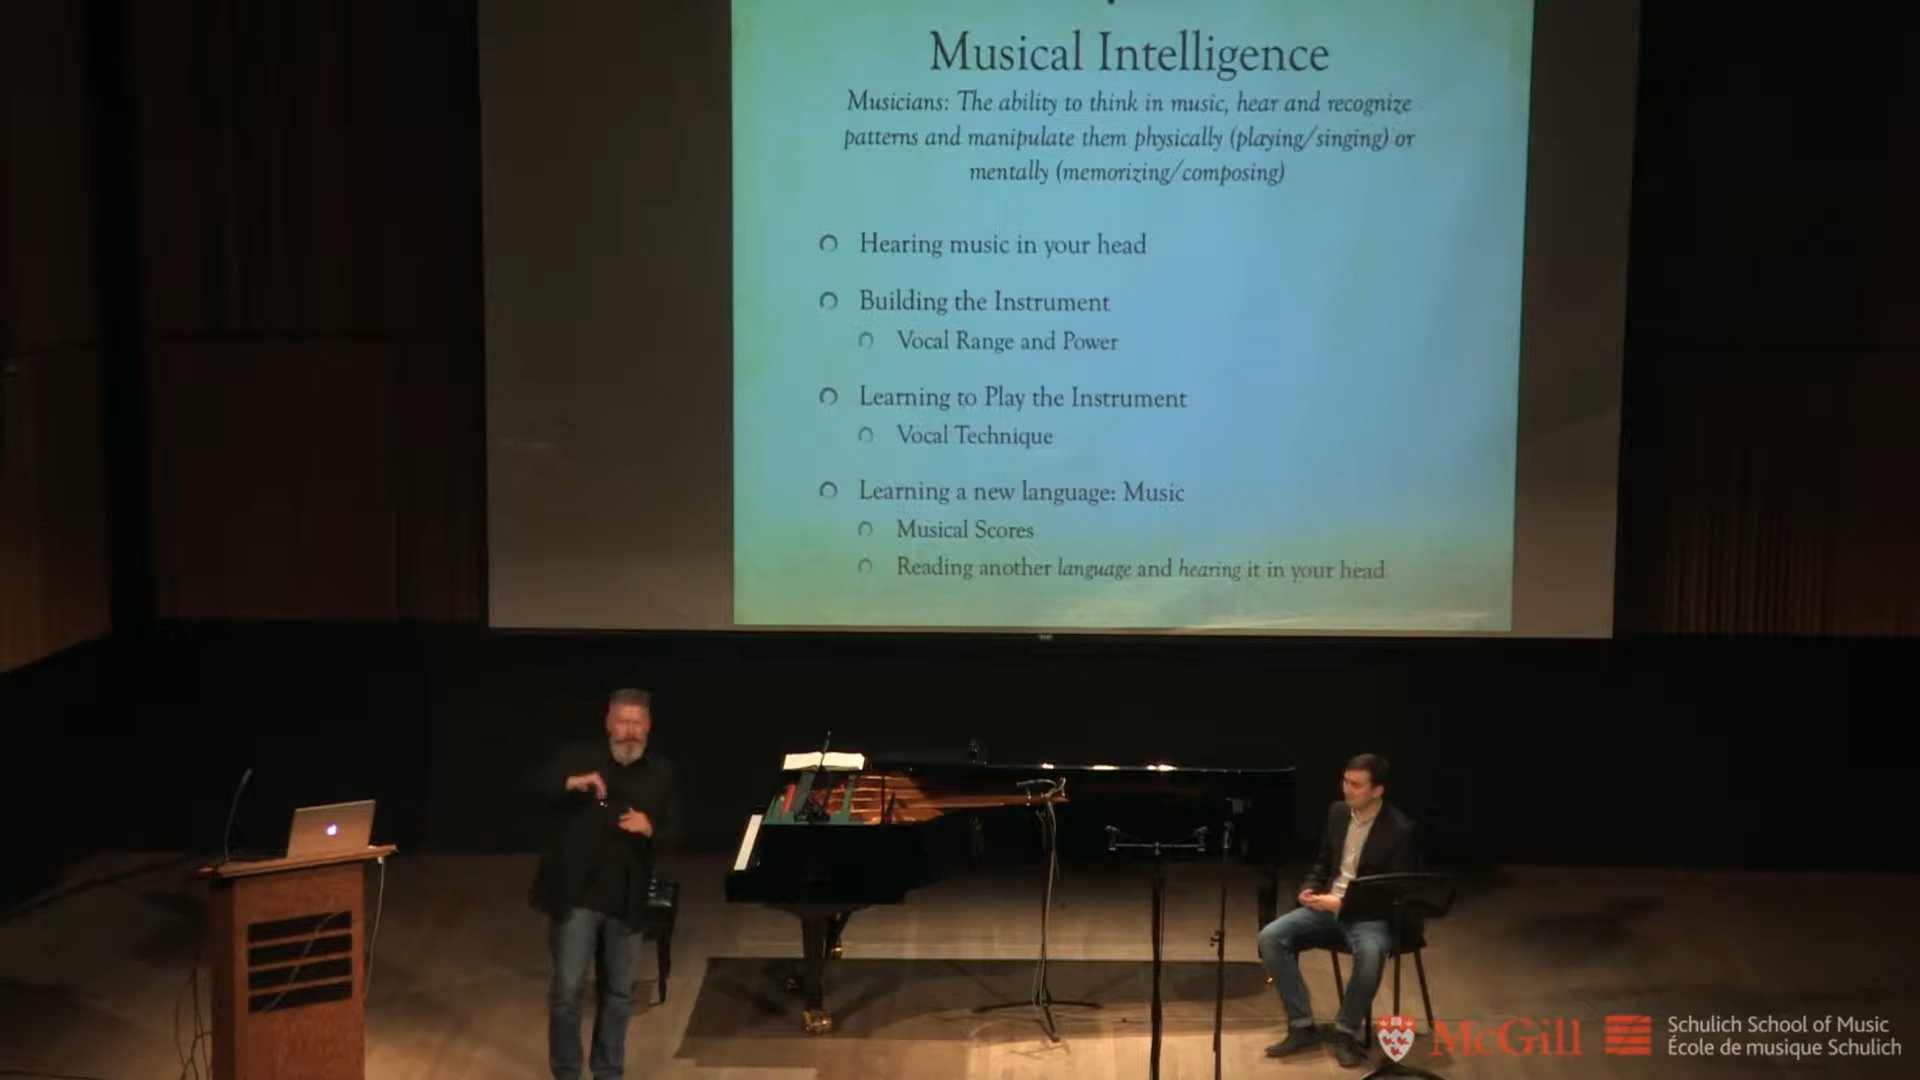 Musical Intelligence
Musicians: The ability to think in music, hear and recognize
patterns and manipulate them physically (playing/singing) or
mentally (memorizing/composing)
Hearing music in your head
Building the Instrument
Vocal Range and Power
Learning to Play the Instrument
Vocal Technique
Learning a new language: Music
Musical Scores
Reading another language and hearing it in your head
McGill
Schulich School of Music
École de musique Schulich